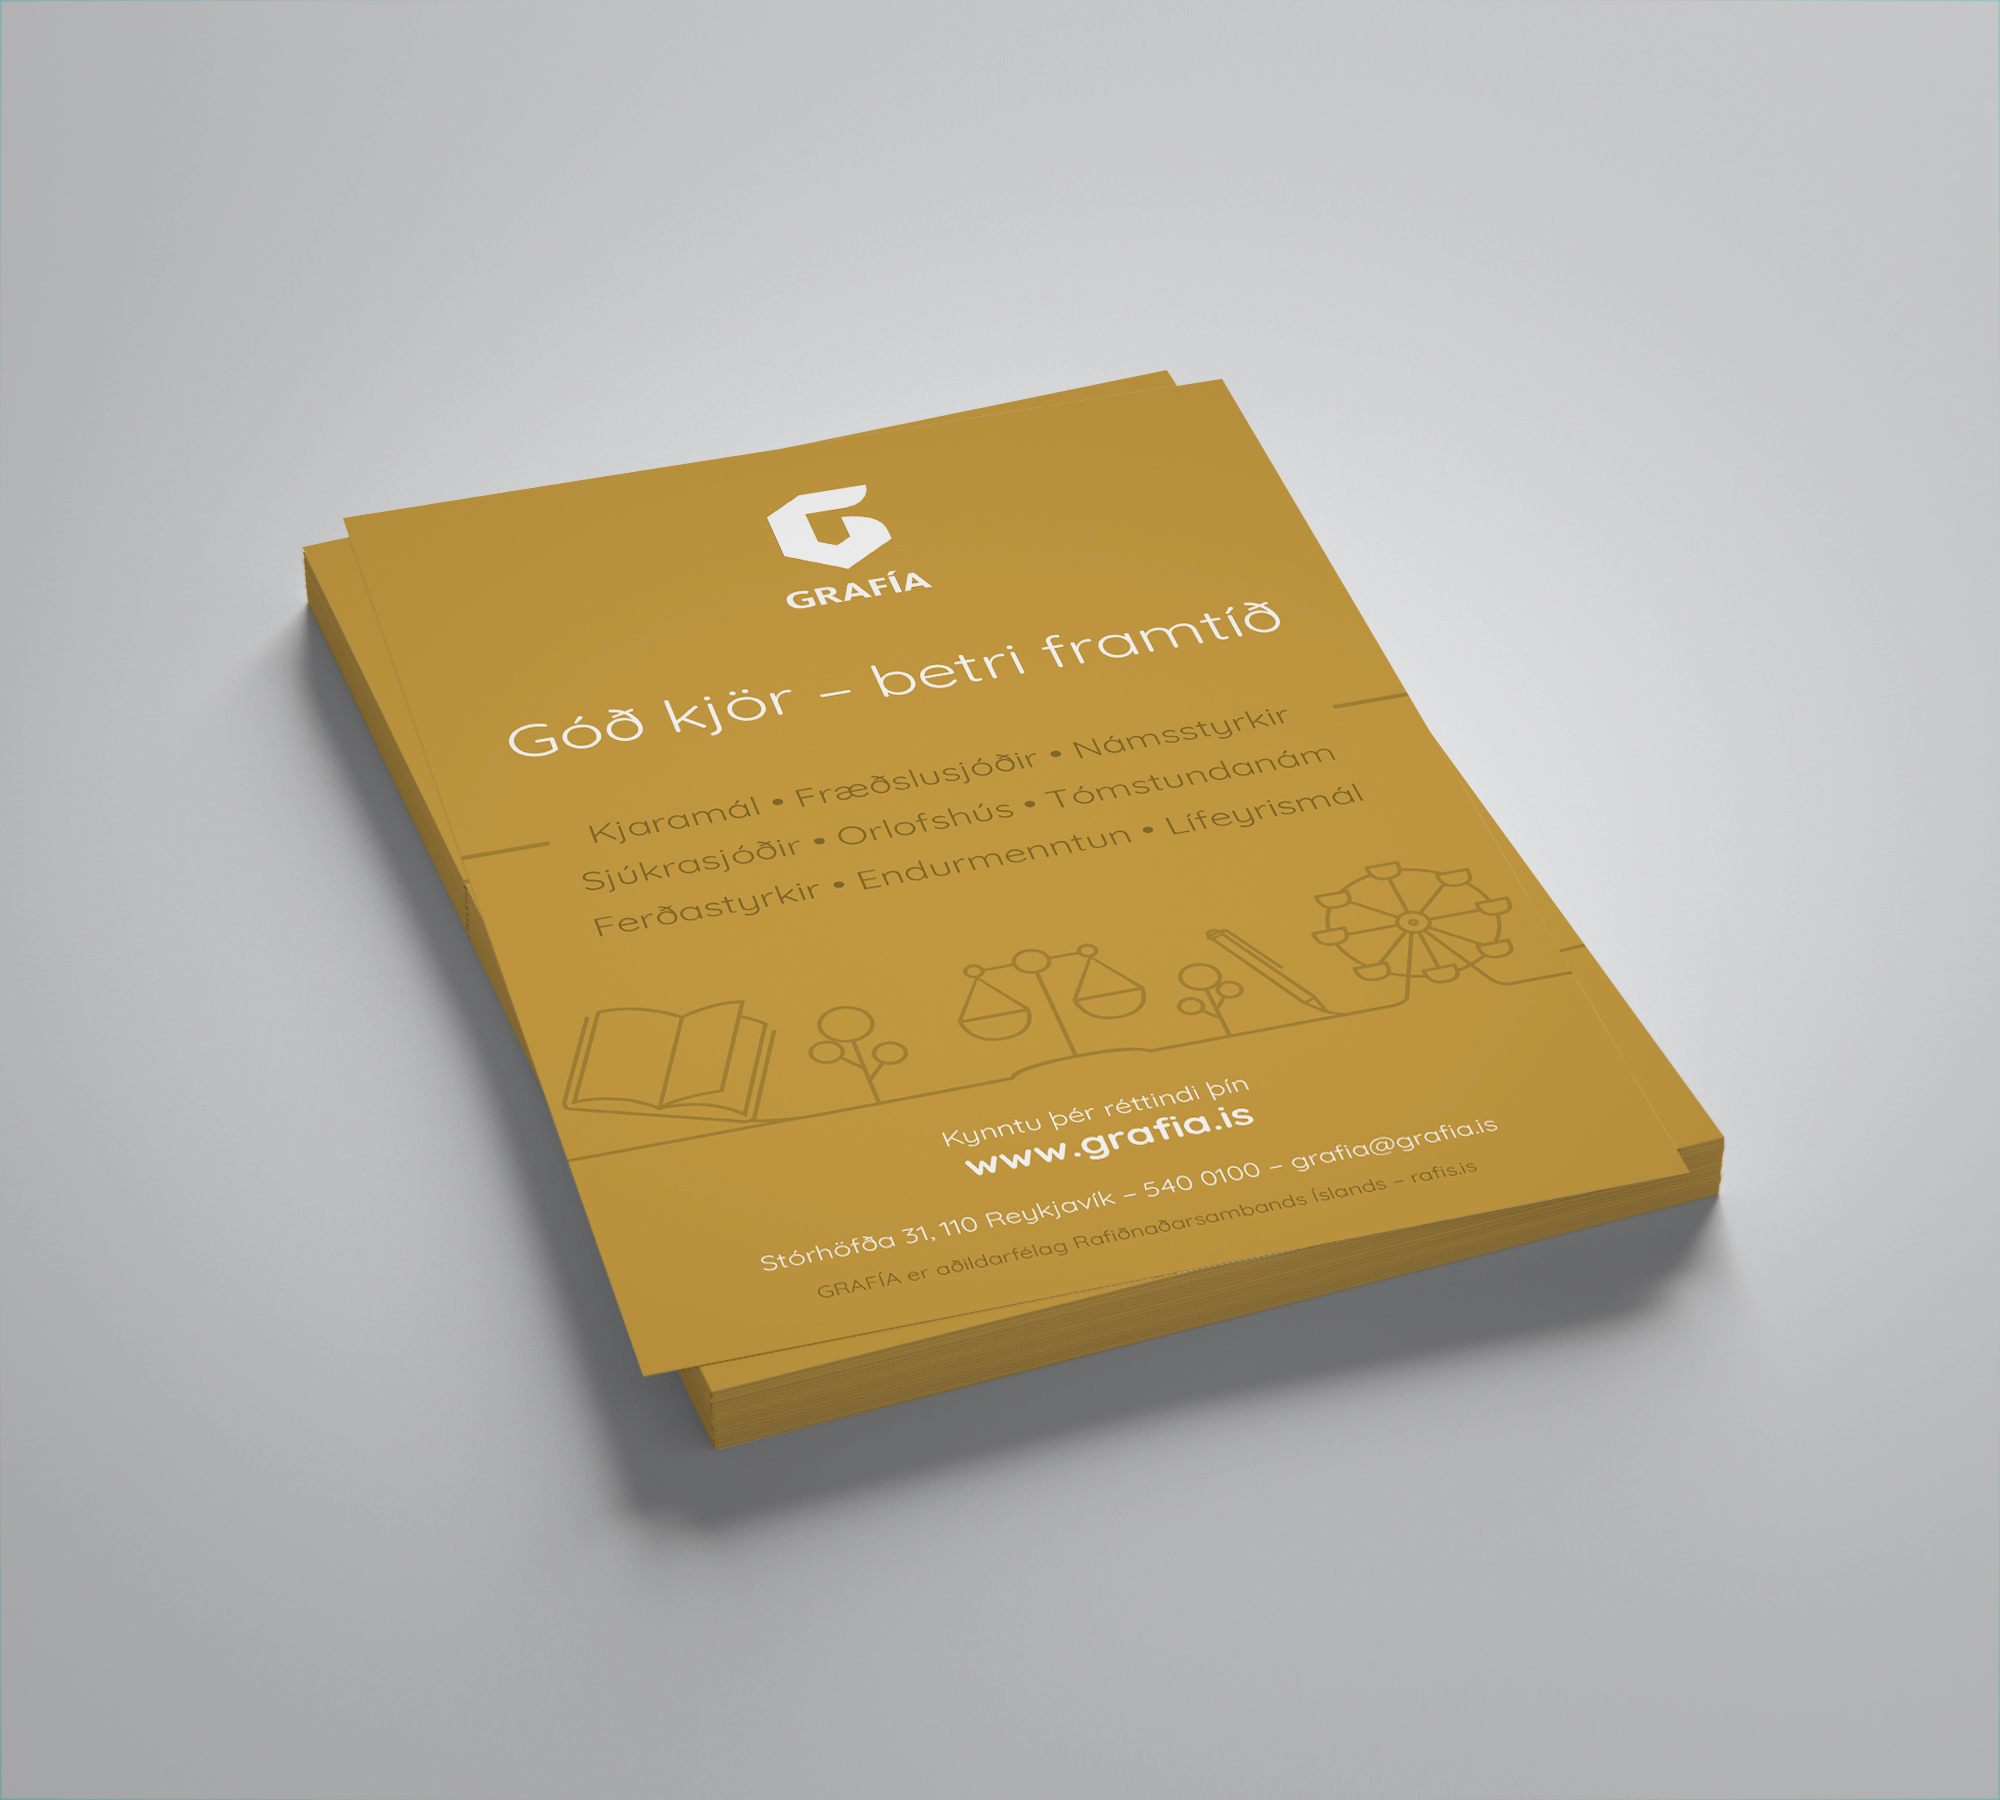 GRAFÍA
Góð kjör – betri framtíð
Kjaramál • Fræðslusjóðir • Námsstyrkir
Sjúkrasjóðir • Orlofshús • Tómstundanám
Ferðastyrkir • Endurmenntun • Lífeyrismál
Kynntu þér réttindi þín
www.grafia.is
Stórhöfða 31, 110 Reykjavík – 540 0100 – grafia@grafia.is
GRAFÍA er aðildarfélag Rafiðnaðarsambands Íslands – rafis.is